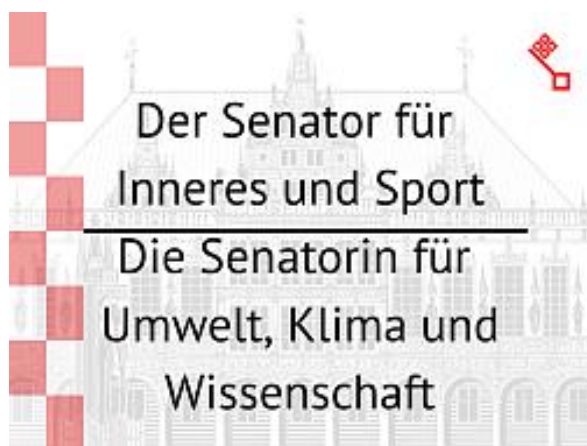 Der Senator für
Inneres und Sport
Die Senatorin für
Umwelt, Klima und
Wissenschaft